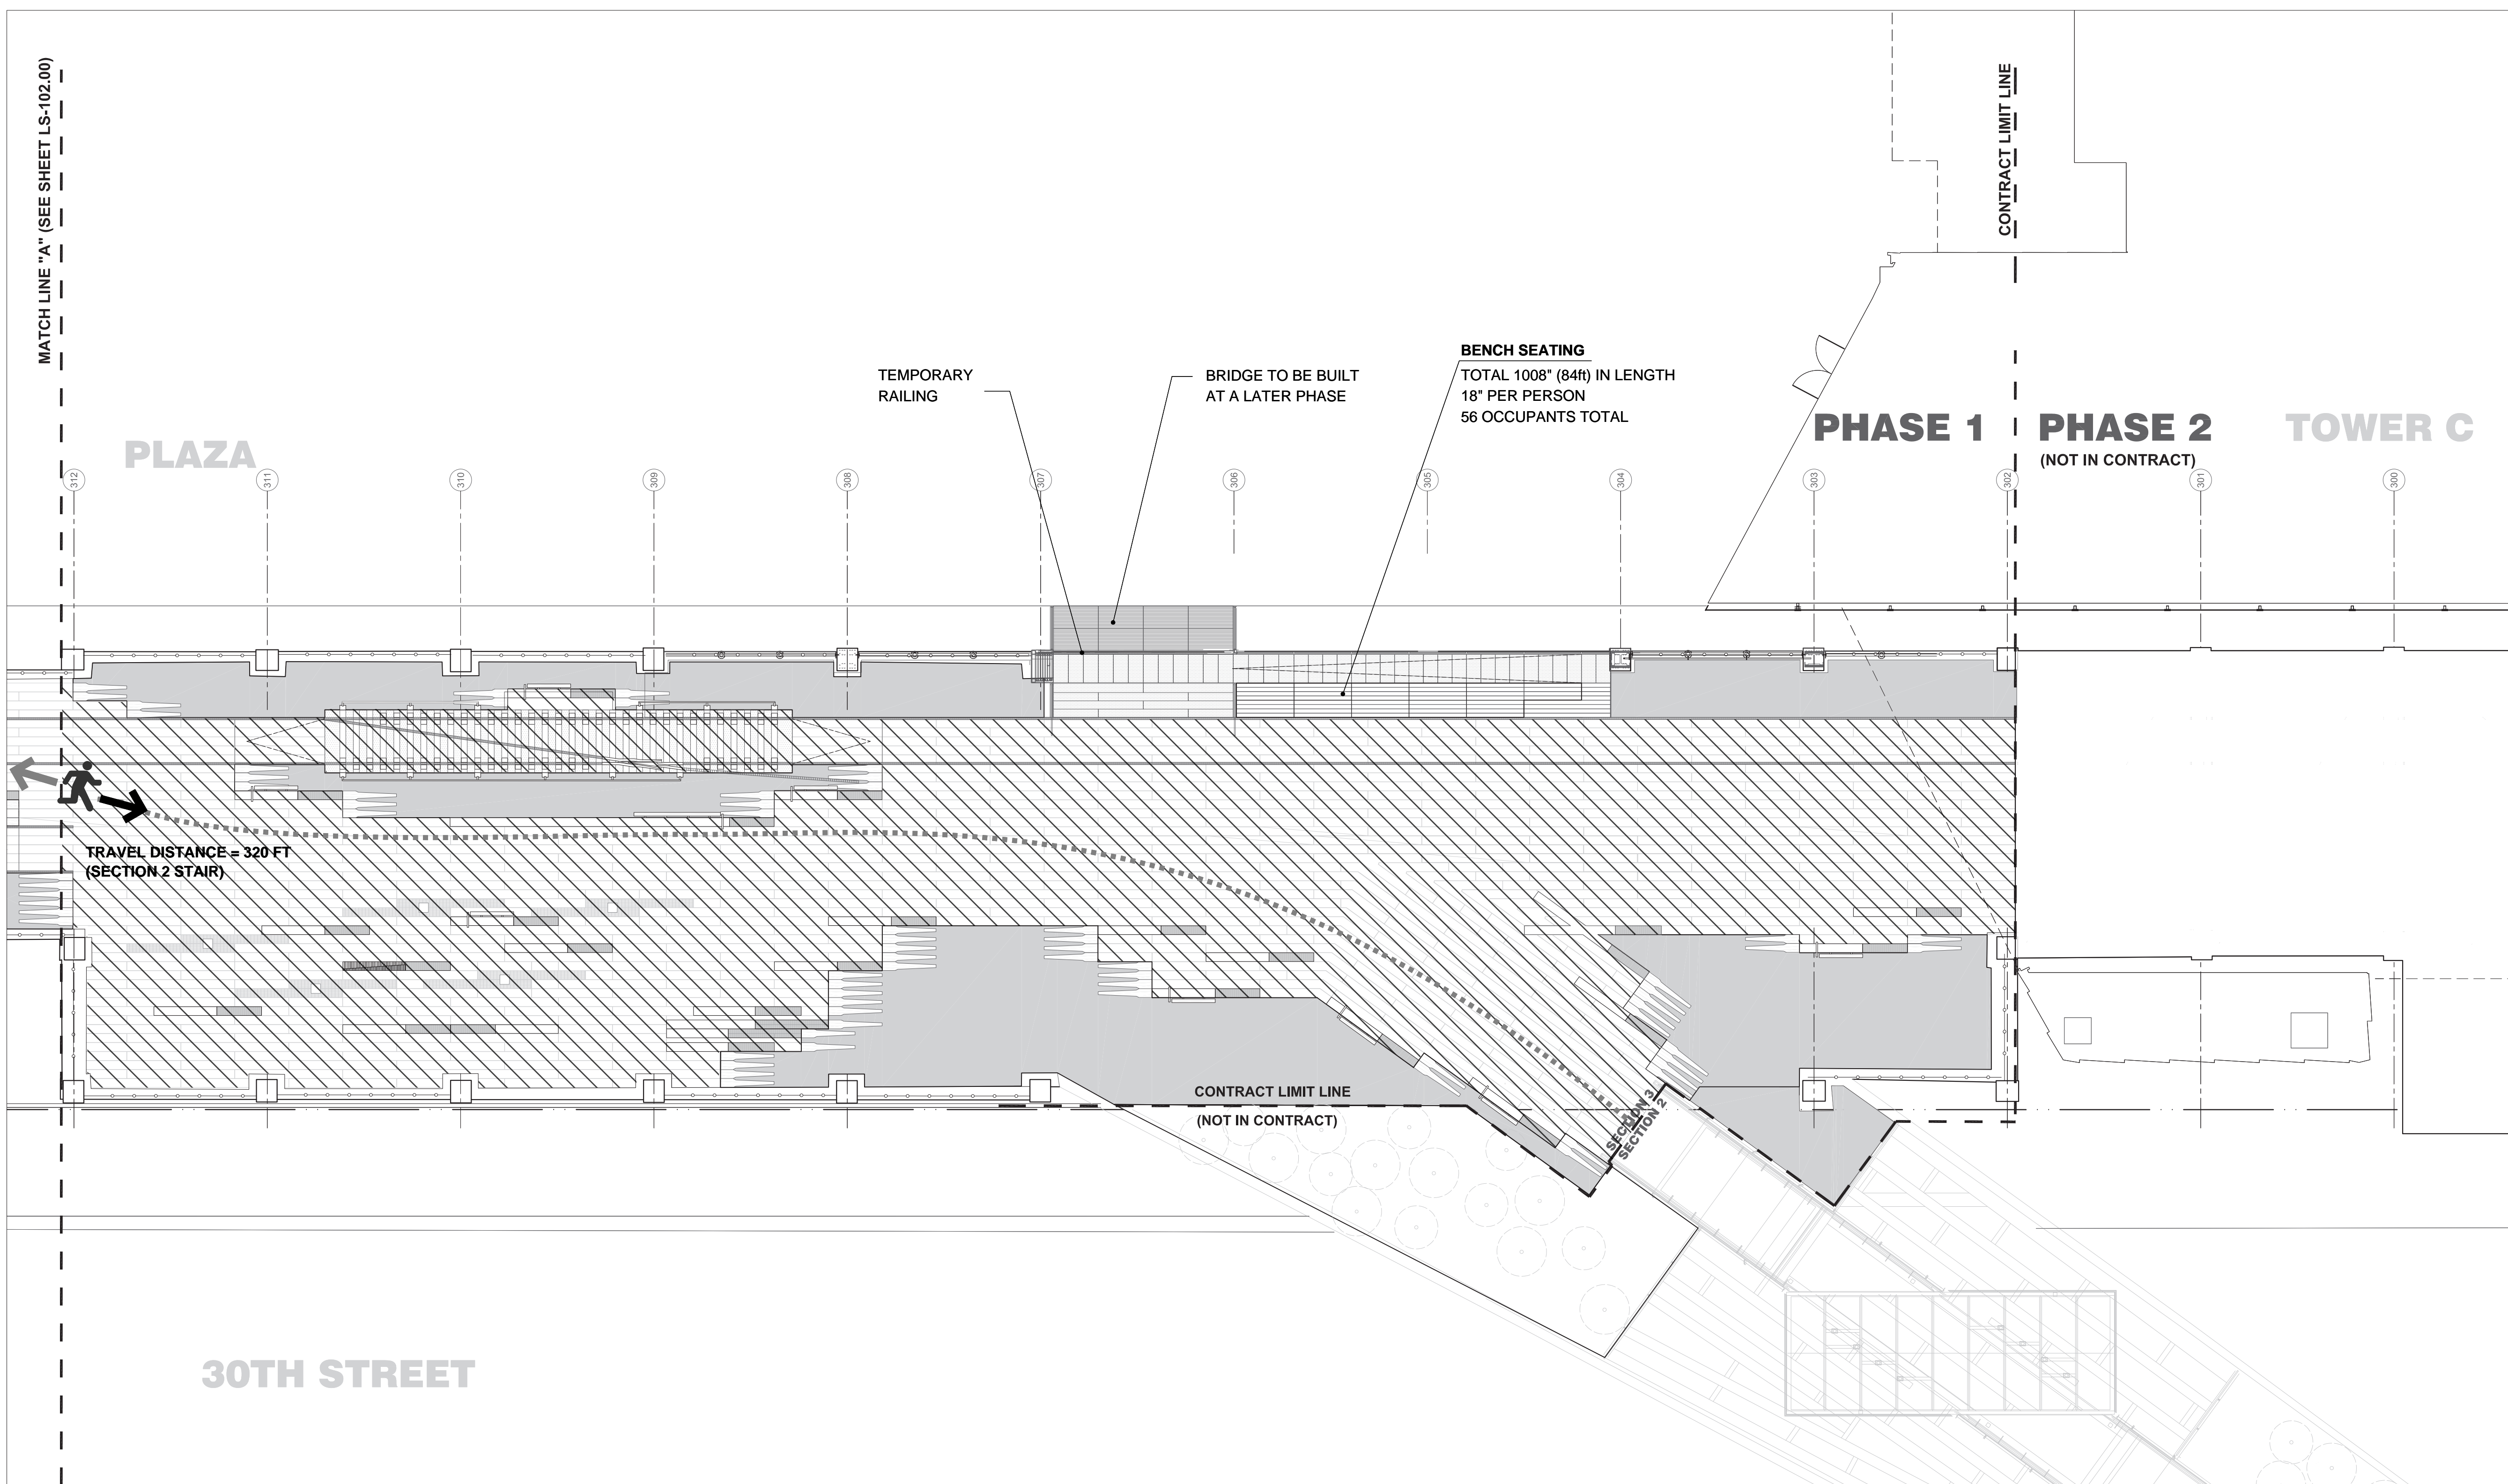 MATCH LINE "A" (SEE SHEET LS-102.00)
CONTRACT LIMIT LINE
TEMPORARY
RAILING
BRIDGE TO BE BUILT
AT A LATER PHASE
BENCH SEATING
TOTAL 1008" (84ft) IN LENGTH
18" PER PERSON
56 OCCUPANTS TOTAL
PHASE 1
PHASE 2
(NOT IN CONTRACT)
TOWER C
PLAZA
312
311
310
309
308
307
306
305
304
303
302
301
300
TRAVEL DISTANCE = 320 FT
(SECTION 2 STAIR)
CONTRACT LIMIT LINE
(NOT IN CONTRACT)
SECTION 3
SECTION 2
30TH STREET